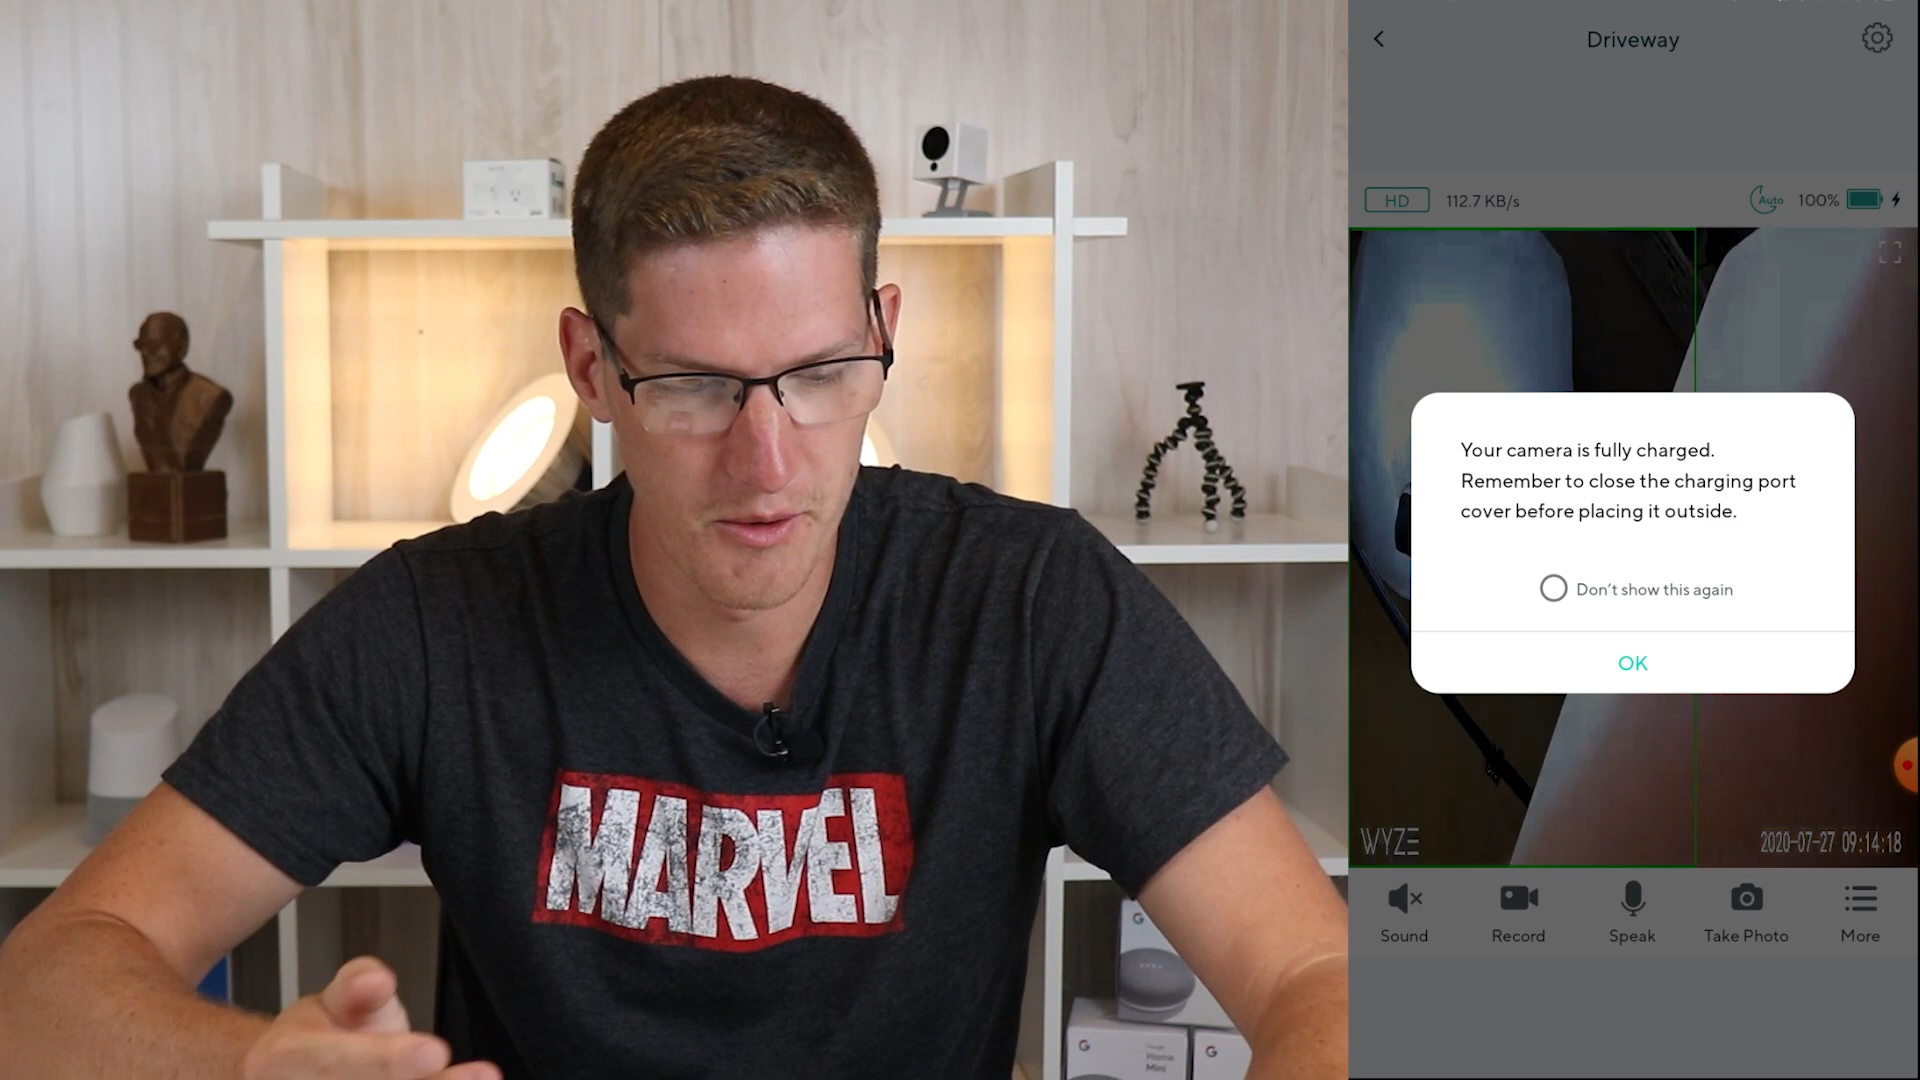 Driveway
HD
112.7 KB/s
Auto
100%
Your camera is fully charged.
Remember to close the charging port
cover before placing it outside.
Don't show this again
OK
WYZE
2020-07-27 09:14:18
Sound
Record
Speak
Take Photo
More
MARVEL
G
G
Home
Mini
G